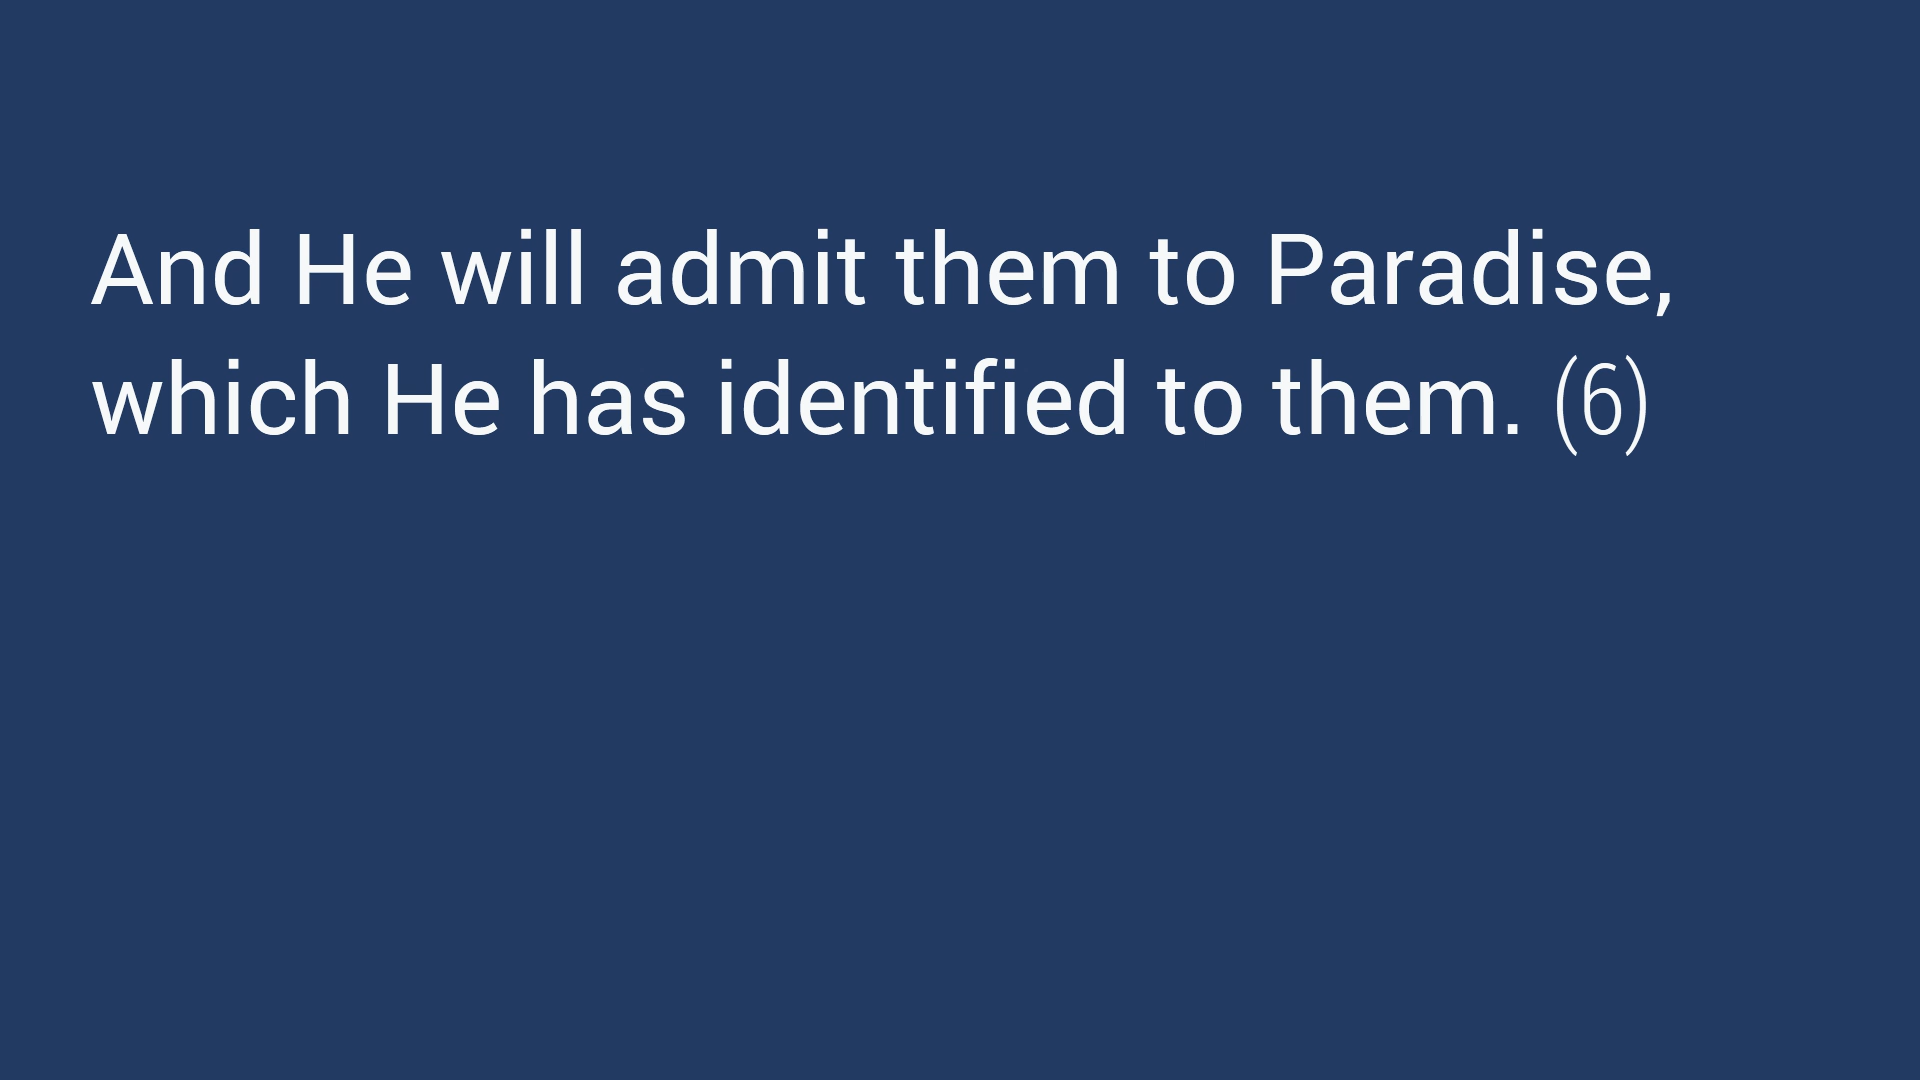 And He will admit them to Paradise,
which He has identified to them. (6)